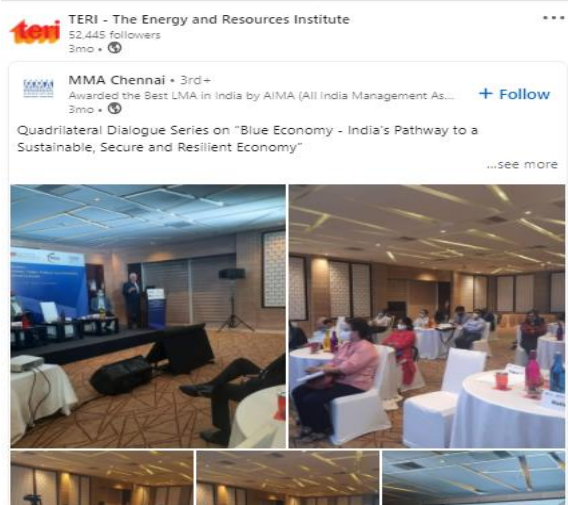 teri
TERI - The Energy and Resources Institute
52,445 followers
3mo •
MMA Chennai • 3rd+
Awarded the Best LMA in India by AIMA (All India Management As...
+ Follow
3mo •
Quadrilateral Dialogue Series on “Blue Economy - India's Pathway to a
Sustainable, Secure and Resilient Economy”
...see more